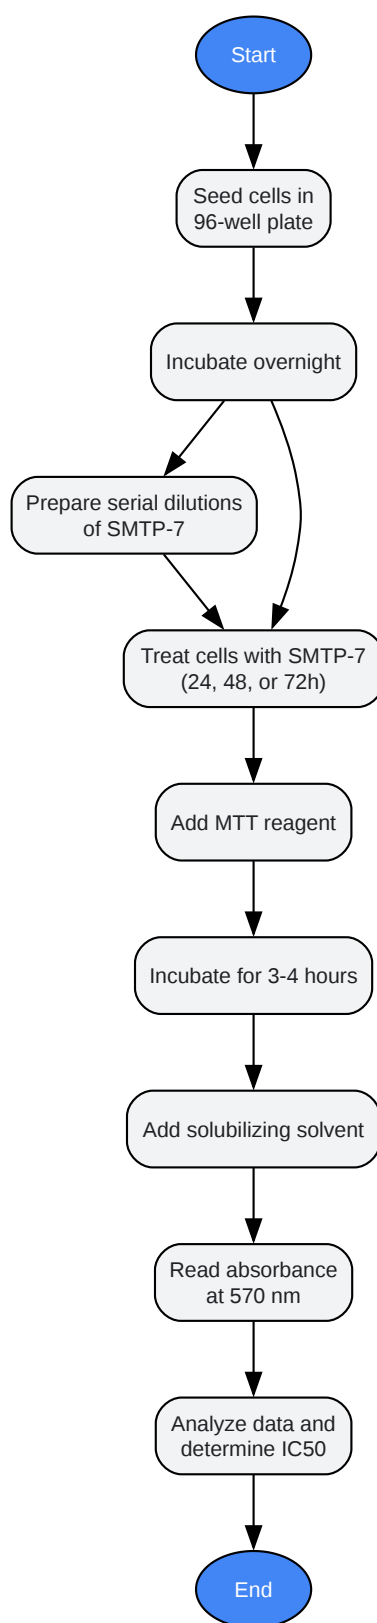 Start
Seed cells in
96-well plate
Incubate overnight
Prepare serial dilutions
of SMTP-7
Treat cells with SMTP-7
(24, 48, or 72h)
Add MTT reagent
Incubate for 3-4 hours
Add solubilizing solvent
Read absorbance
at 570 nm
Analyze data and
determine IC50
End